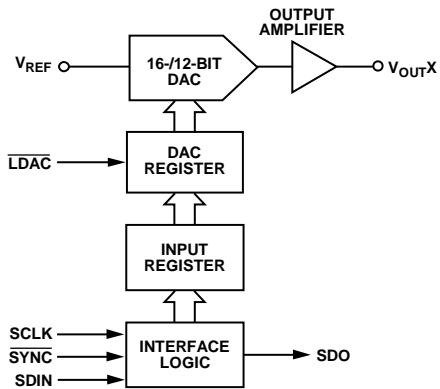 OUTPUT
AMPLIFIER
VREF
16-/12-BIT
DAC
VOUTX
LDAC
DAC
REGISTER
INPUT
REGISTER
SCLK
SYNC
SDIN
INTERFACE
LOGIC
SDO